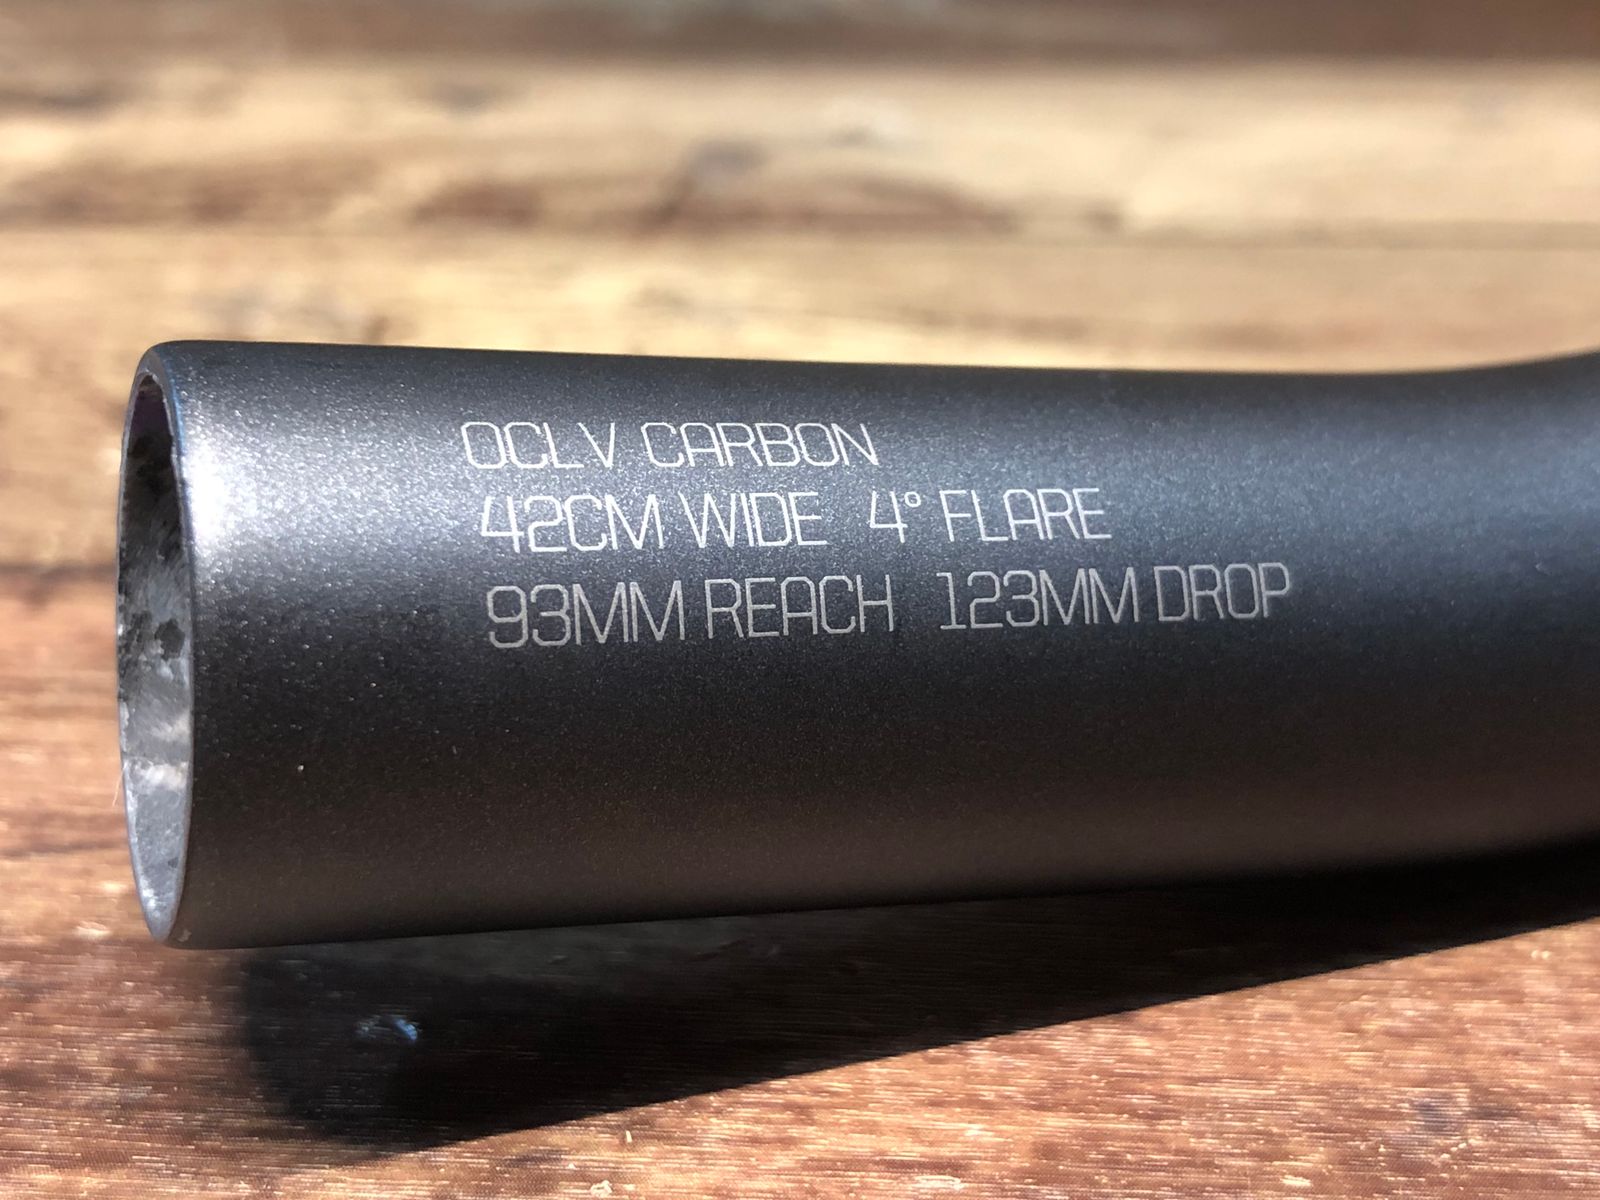 OCLV CARBON
42CM WIDE 4° FLARE
93MM REACH 123MM DROP